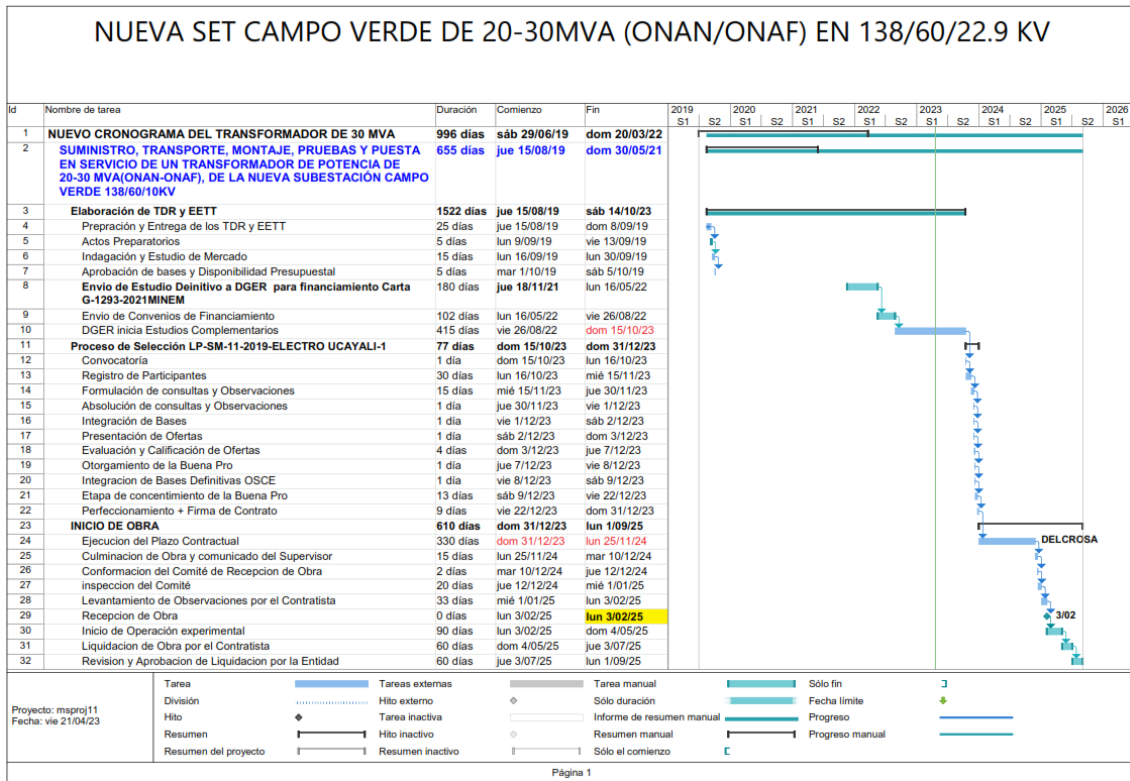 NUEVA SET CAMPO VERDE DE 20-30MVA (ONAN/ONAF) EN 138/60/22.9 KV
Id Nombre de tarea Duración Comienzo Fin 2019 2020 2021 2022 2023 2024 2025 2026
S1 S2 S1 S2 S1 S2 S1 S2 S1 S2 S1 S2 S1 S2 S1
1 NUEVO CRONOGRAMA DEL TRANSFORMADOR DE 30 MVA 996 días sáb 29/06/19 dom 20/03/22
2 SUMINISTRO, TRANSPORTE, MONTAJE, PRUEBAS Y PUESTA 655 días jue 15/08/19 dom 30/05/21
EN SERVICIO DE UN TRANSFORMADOR DE POTENCIA DE
20-30 MVA(ONAN-ONAF), DE LA NUEVA SUBESTACIÓN CAMPO
VERDE 138/60/10KV
3 Elaboración de TDR y EETT 1522 días jue 15/08/19 sáb 14/10/23
4 Prepración y Entrega de los TDR y EETT 25 días jue 15/08/19 dom 8/09/19
5 Actos Preparatorios 5 días lun 9/09/19 vie 13/09/19
6 Indagación y Estudio de Mercado 15 días lun 16/09/19 lun 30/09/19
7 Aprobación de bases y Disponibilidad Presupuestal 5 días mar 1/10/19 sáb 5/10/19
8 Envio de Estudio Deinitivo a DGER para financiamiento Carta 180 días jue 18/11/21 lun 16/05/22
G-1293-2021MINEM
9 Envio de Convenios de Financiamiento 102 días lun 16/05/22 vie 26/08/22
10 DGER inicia Estudios Complementarios 415 días vie 26/08/22 dom 15/10/23
11 Proceso de Selección LP-SM-11-2019-ELECTRO UCAYALI-1 77 días dom 15/10/23 dom 31/12/23
12 Convocatoría 1 día dom 15/10/23 lun 16/10/23
13 Registro de Participantes 30 días lun 16/10/23 mié 15/11/23
14 Formulación de consultas y Observaciones 15 días mié 15/11/23 jue 30/11/23
15 Absolución de consultas y Observaciones 1 día jue 30/11/23 vie 1/12/23
16 Integración de Bases 1 día vie 1/12/23 sáb 2/12/23
17 Presentación de Ofertas 1 día sáb 2/12/23 dom 3/12/23
18 Evaluación y Calificación de Ofertas 4 días dom 3/12/23 jue 7/12/23
19 Otorgamiento de la Buena Pro 1 día jue 7/12/23 vie 8/12/23
20 Integracion de Bases Definitivas OSCE 1 día vie 8/12/23 sáb 9/12/23
21 Etapa de concentimiento de la Buena Pro 13 días sáb 9/12/23 vie 22/12/23
22 Perfeccionamiento + Firma de Contrato 9 días vie 22/12/23 dom 31/12/23
23 INICIO DE OBRA 610 días dom 31/12/23 lun 1/09/25
24 Ejecucion del Plazo Contractual 330 días dom 31/12/23 lun 25/11/24 DELCROSA
25 Culminacion de Obra y comunicado del Supervisor 15 días lun 25/11/24 mar 10/12/24
26 Conformacion del Comité de Recepcion de Obra 2 días mar 10/12/24 jue 12/12/24
27 inspeccion del Comité 20 días jue 12/12/24 mié 1/01/25
28 Levantamiento de Observaciones por el Contratista 33 días mié 1/01/25 lun 3/02/25
29 Recepcion de Obra 0 días lun 3/02/25 lun 3/02/25 3/02
30 Inicio de Operación experimental 90 días lun 3/02/25 dom 4/05/25
31 Liquidacion de Obra por el Contratista 60 días dom 4/05/25 jue 3/07/25
32 Revision y Aprobacion de Liquidacion por la Entidad 60 días jue 3/07/25 lun 1/09/25
Proyecto: msproj11
Fecha: vie 21/04/23
Tarea Tareas externas Tarea manual Sólo fin
División Hito externo Sólo duración Fecha límite
Hito Tarea inactiva Informe de resumen manual Progreso
Resumen Hito inactivo Resumen manual Progreso manual
Resumen del proyecto Resumen inactivo Sólo el comienzo
Página 1